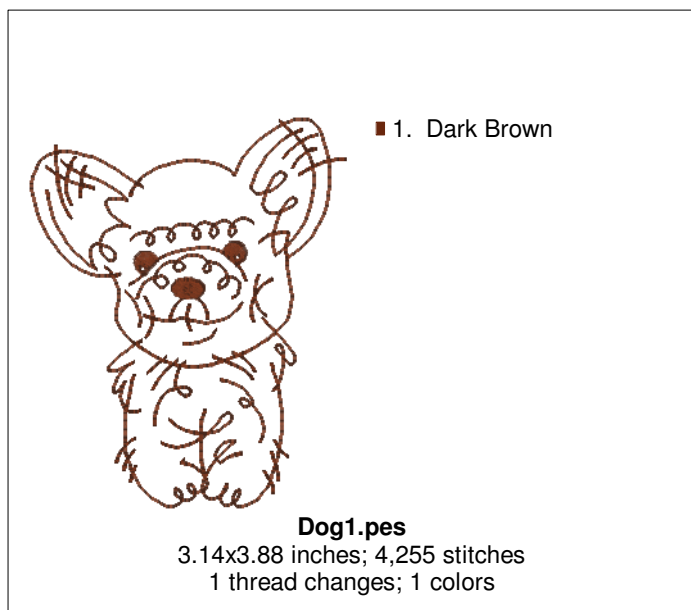 1. Dark Brown
Dog1.pes
3.14x3.88 inches; 4,255 stitches
1 thread changes; 1 colors